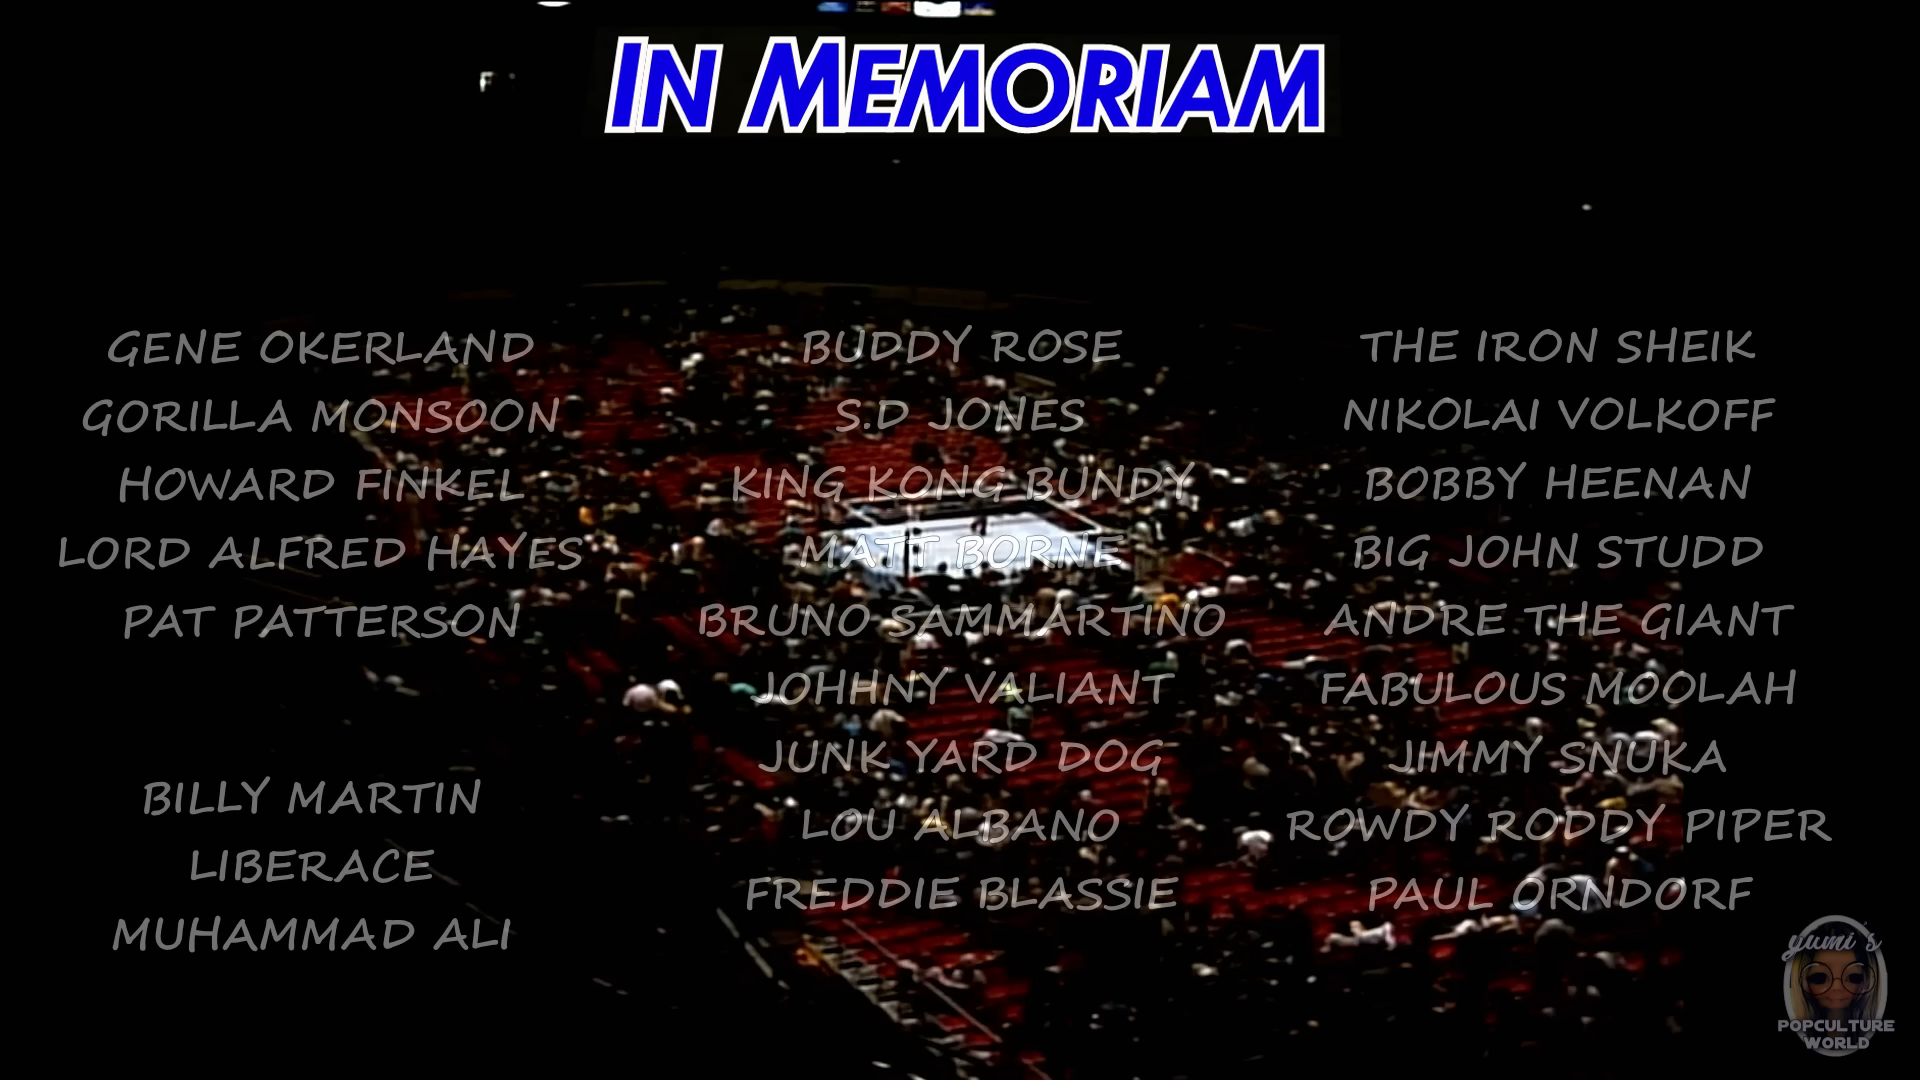 IN MEMORIAM
GENE OKERLAND
GORILLA MONSOON
HOWARD FINKEL
LORD ALFRED HAYES
PAT PATTERSON
BILLY MARTIN
LIBERACE
MUHAMMAD ALI
BUDDY ROSE
S.D JONES
KING KONG BUNDY
MATT BORNE
BRUNO SAMMARTINO
JOHHNY VALIANT
JUNK YARD DOG
LOU ALBANO
FREDDIE BLASSIE
THE IRON SHEIK
NIKOLAI VOLKOFF
BOBBY HEENAN
BIG JOHN STUDD
ANDRE THE GIANT
FABULOUS MOOLAH
JIMMY SNUKA
ROWDY RODDY PIPER
PAUL ORNDORF
yumi's
POPCULTURE
WORLD